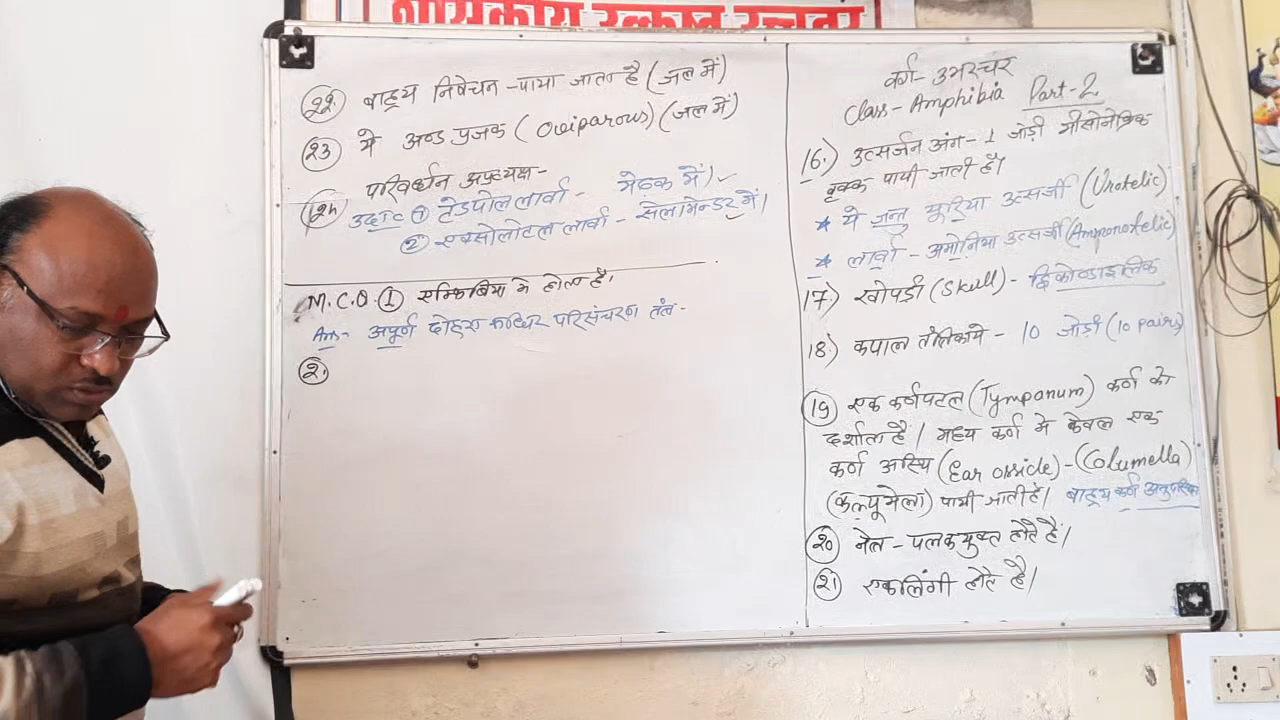 वर्ग- उभयचर
Class- Amphibia Part-2
16.) उत्सर्जन अंग- 1 जोड़ी मीसोनेफ्रिक
वृक्क पायी जाती है।
* ये जन्तु यूरिया उत्सर्जी (Urotelic)
* लार्वा - अमोनिया उत्सर्जी (Ammonotelic)
17.) खोपड़ी (Skull) - द्विकोण्डाइलिक
18.) कपाल तंत्रिकाये - 10 जोड़ी (10 pairs)
19 एक कर्णपटल (Tympanum) कर्ण को
दर्शाता है। मध्य कर्ण में केवल एक
कर्ण अस्थि (Ear ossicle) - (Columella)
(कल्यूमेला) पायी जाती है। बाह्य कर्ण अनुपस्थित
20 नेत्र - पलकयुक्त होते है।
21 एकलिंगी होते है।
22 बाह्य निषेचन - पाया जाता है (जल में)
23 ये अण्ड प्रजक (Oviparous) (जल में)
24 परिवर्धन अप्रत्यक्ष-
उदा० ① टेडपोल लार्वा - मेढ़क में।
② एक्सोलोटल लार्वा - सेलामेन्डर में।
M.C.Q. ① एम्फिबिया मे होता है।
Ans- अपूर्ण दोहरा रूधिर परिसंचरण तंत्र -
2.